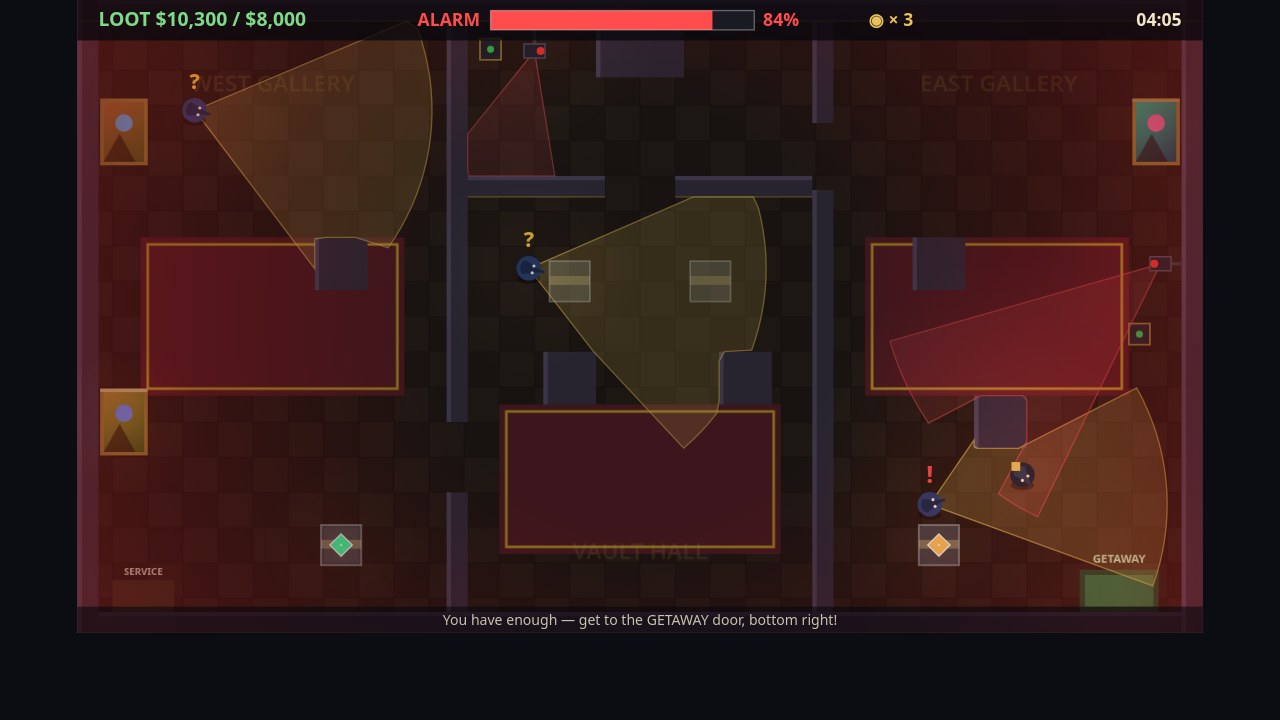 LOOT $10,300 / $8,000
ALARM
84%
◉ × 3
04:05
WEST GALLERY
EAST GALLERY
?
?
!
VAULT HALL
GETAWAY
SERVICE
You have enough — get to the GETAWAY door, bottom right!